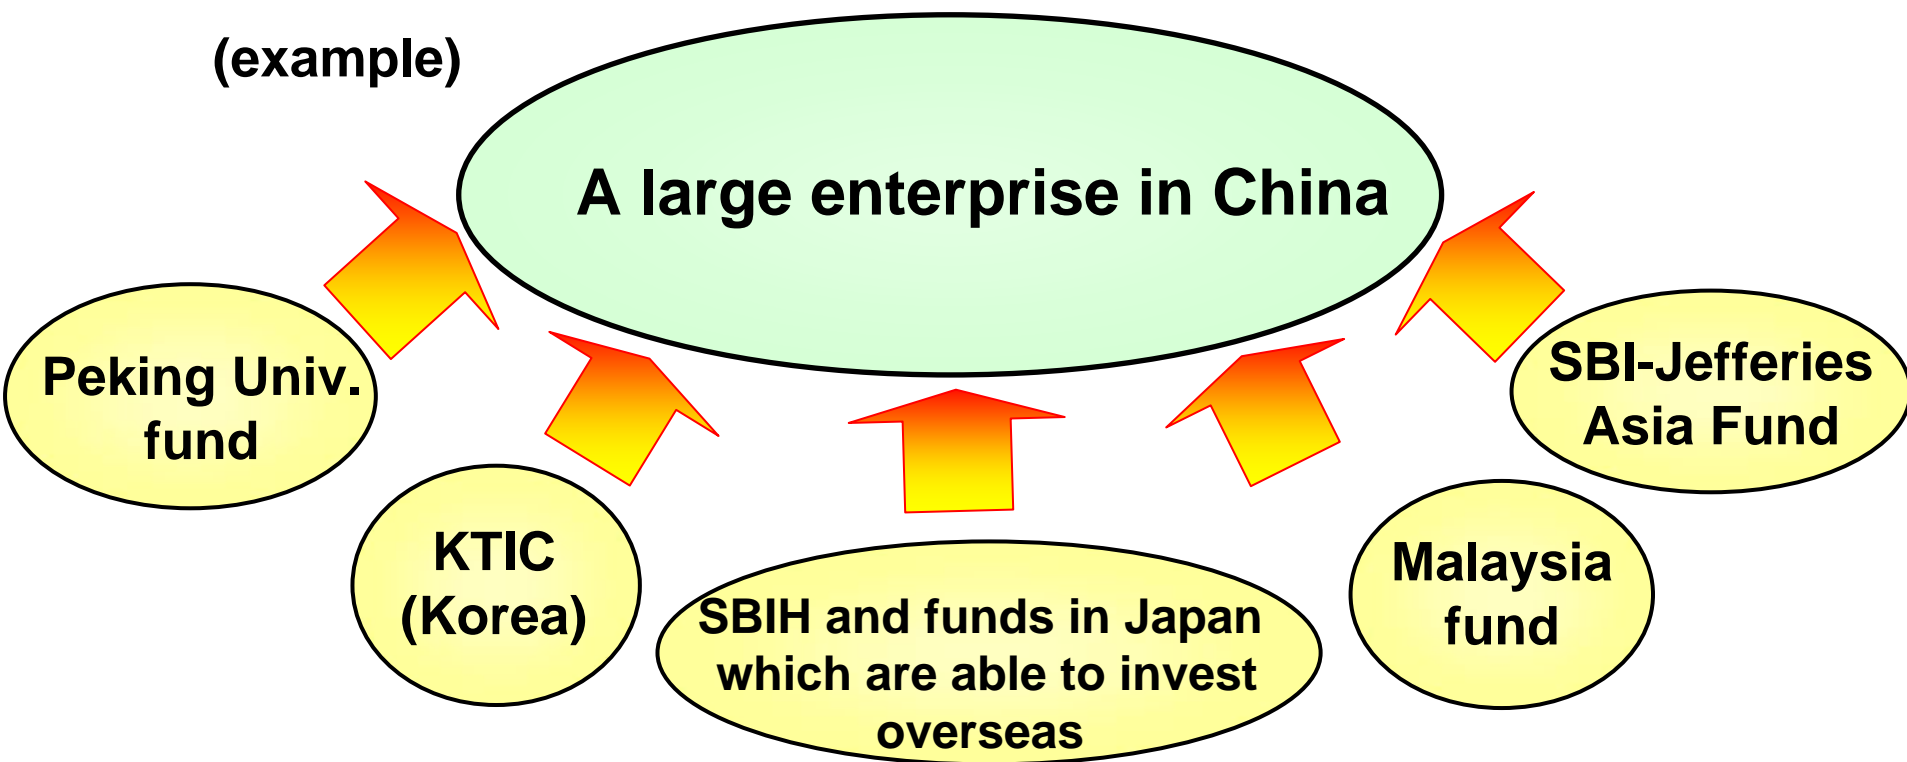 (example)
A large enterprise in China
Peking Univ.
fund
KTIC
(Korea)
SBIH and funds in Japan
which are able to invest
overseas
Malaysia
fund
SBI-Jefferies
Asia Fund